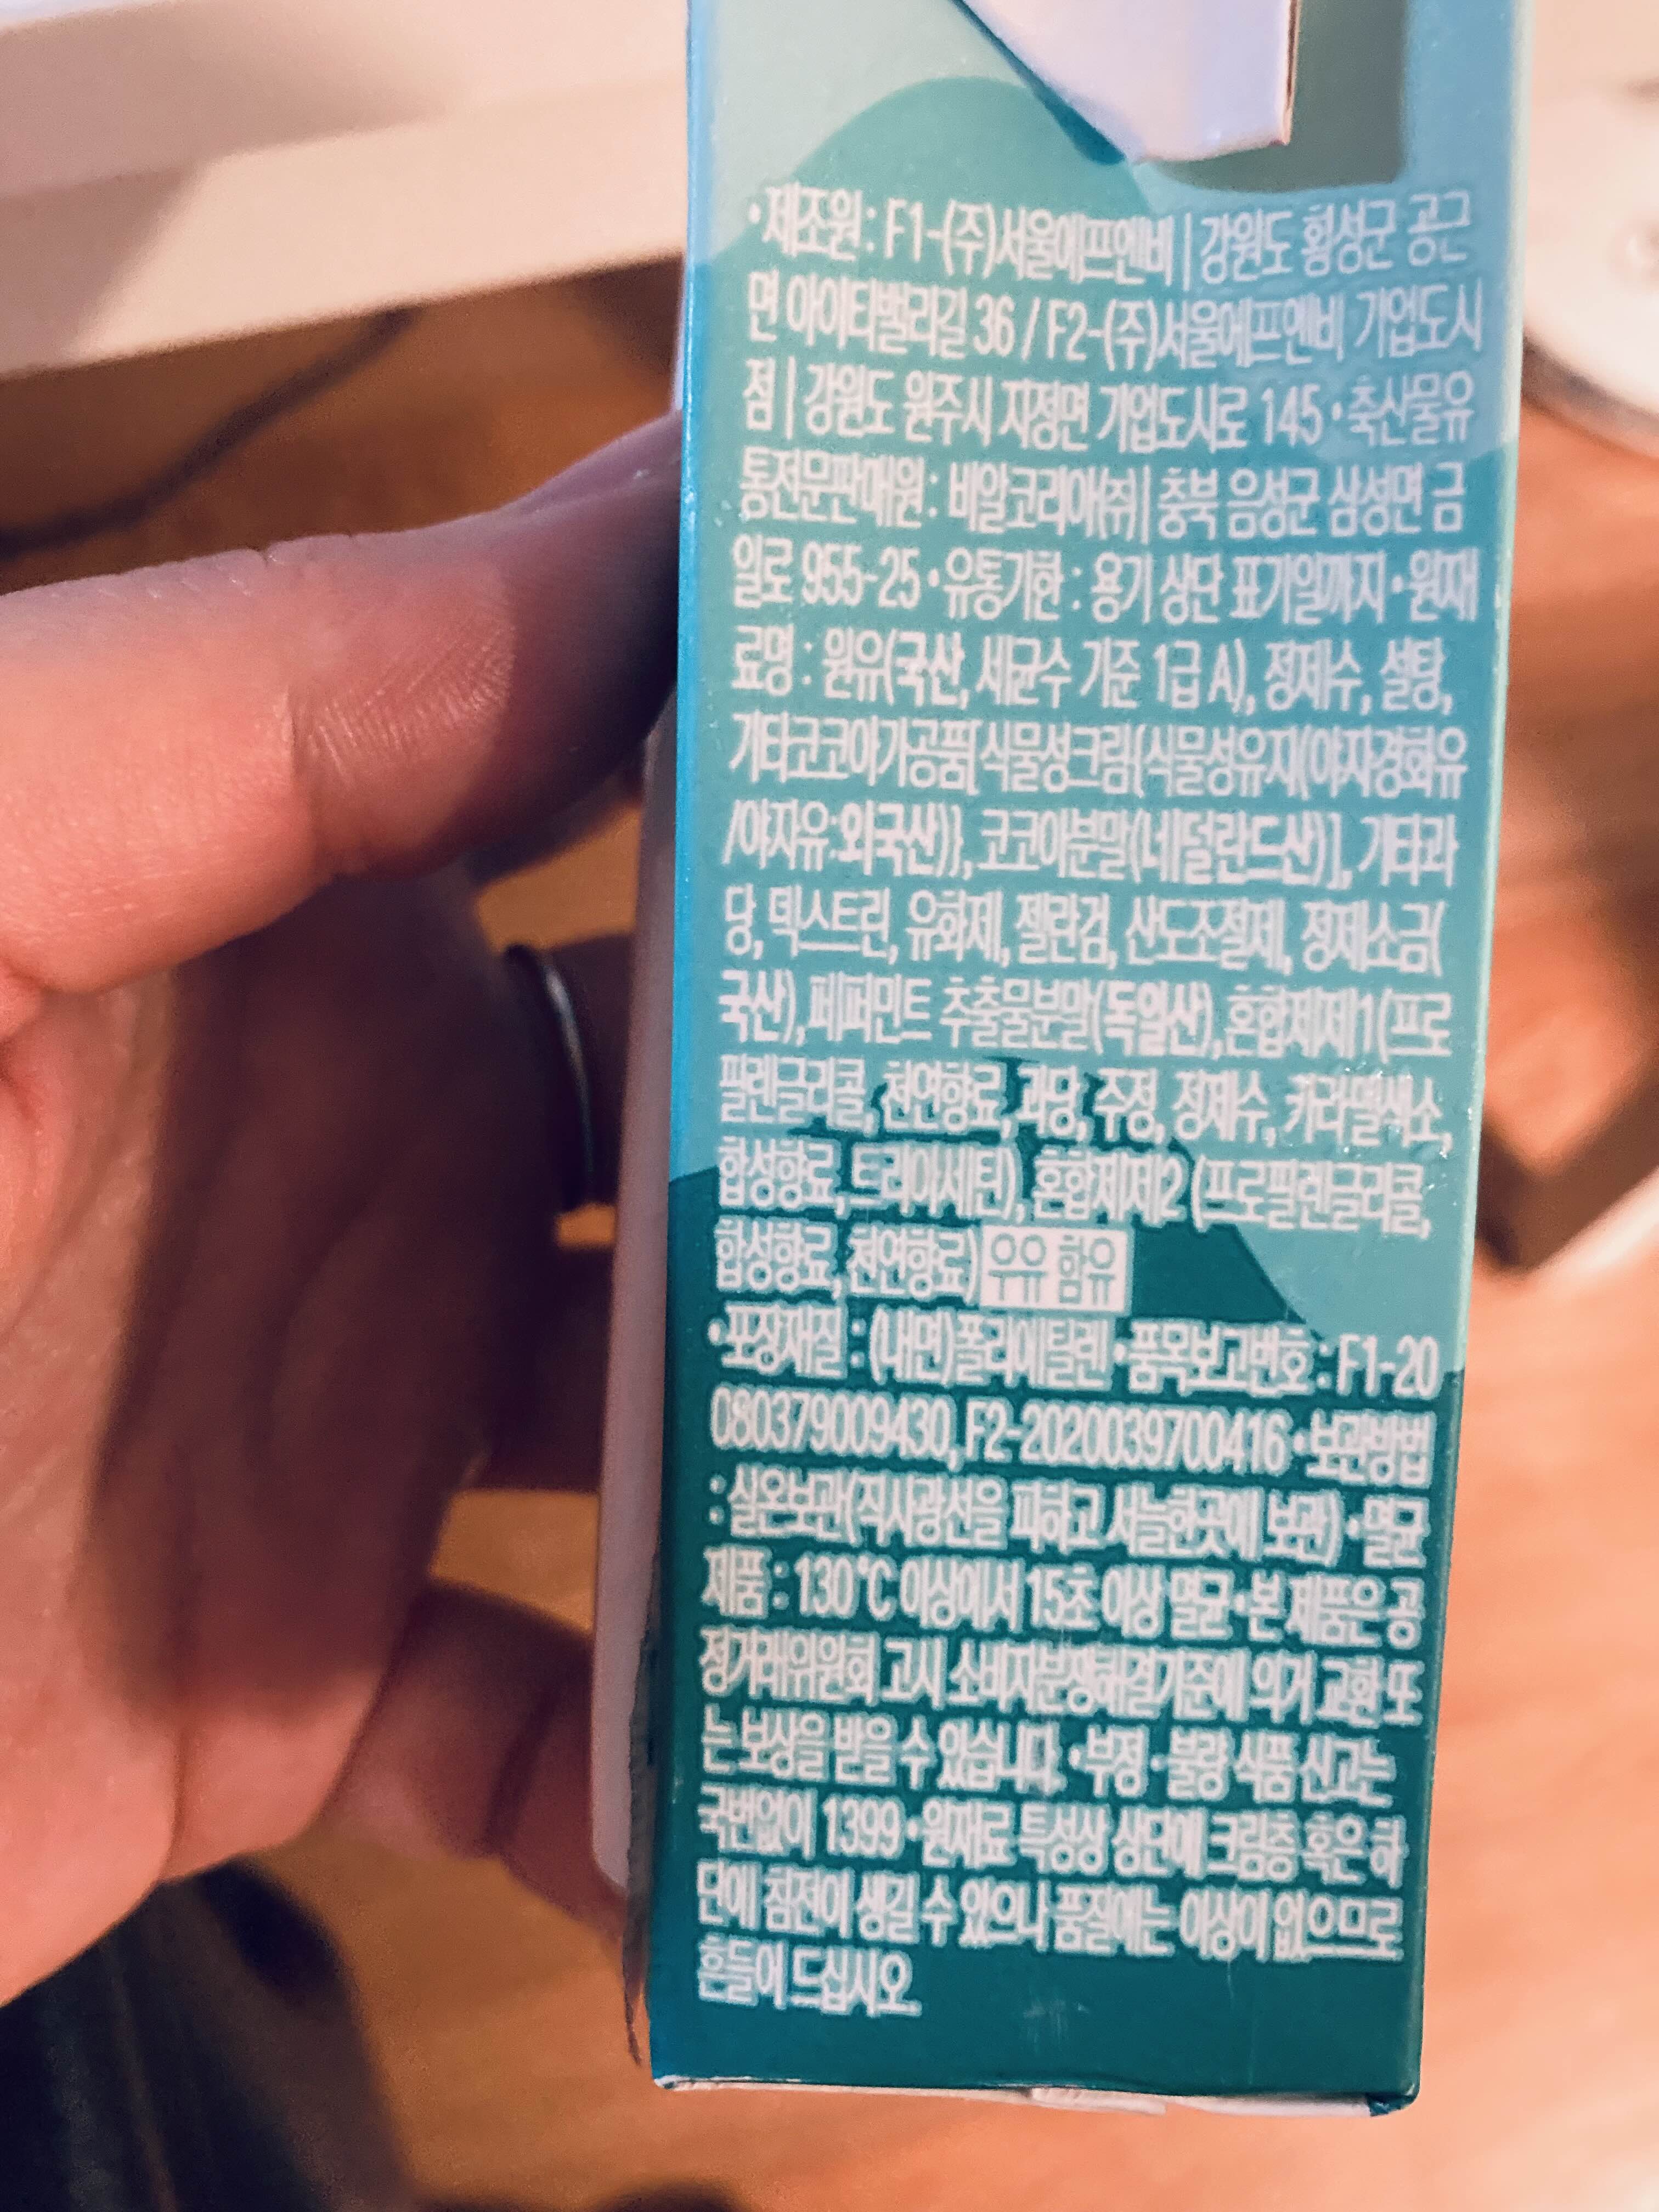 •제조원 : F1-(주)서울에프엔비 | 강원도 횡성군 공근
면 아이티밸리길 36 / F2-(주)서울에프엔비 기업도시
점 | 강원도 원주시 지정면 기업도시로 145 • 축산물유
통전문판매원 : 비알코리아(주) | 충북 음성군 삼성면 금
일로 955-25 • 유통기한 : 용기 상단 표기일까지 • 원재
료명 : 원유(국산, 세균수 기준 1급 A), 정제수, 설탕,
기타코코아가공품[식물성크림{식물성유지(야자경화유
/야자유:외국산)}, 코코아분말(네덜란드산)], 기타과
당, 덱스트린, 유화제, 젤란검, 산도조절제, 정제소금(
국산), 페퍼민트 추출물분말(독일산), 혼합제제1(프로
필렌글리콜, 천연향료, 과당, 주정, 정제수, 카라멜색소,
합성향료, 트리아세틴), 혼합제제2 (프로필렌글리콜,
합성향료, 천연향료) 우유 함유
•포장재질 : (내면)폴리에틸렌 • 품목보고번호 : F1-20
080379009430, F2-2020039700416 • 보관방법
: 실온보관(직사광선을 피하고 서늘한곳에 보관) • 멸균
제품 : 130℃ 이상에서 15초 이상 멸균 • 본 제품은 공
정거래위원회 고시 소비자분쟁해결기준에 의거 교환 또
는 보상을 받을 수 있습니다. • 부정 • 불량 식품 신고는
국번없이 1399 • 원재료 특성상 상단에 크림층 혹은 하
단에 침전이 생길 수 있으나 품질에는 이상이 없으므로
흔들어 드십시오.